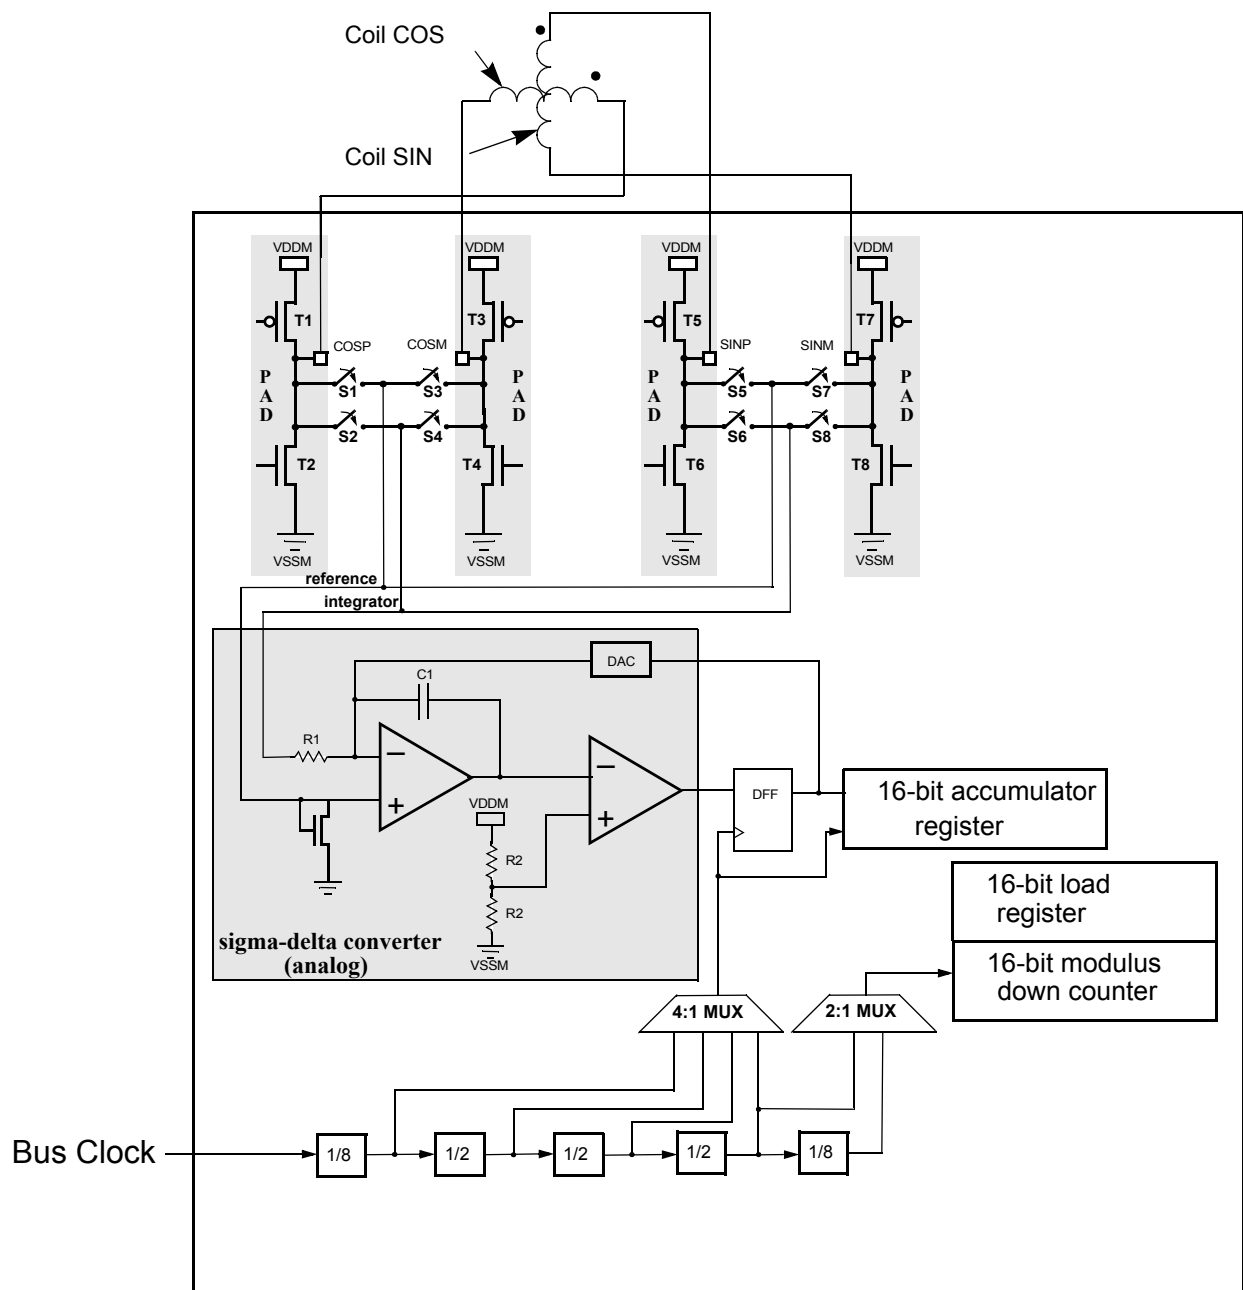 Coil COS
Coil SIN
VDDM
VDDM
VDDM
VDDM
T1
T3
T5
T7
COSP
COSM
SINP
SINM
PAD
PAD
PAD
PAD
S1
S3
S5
S7
S2
S4
S6
S8
T2
T4
T6
T8
VSSM
VSSM
VSSM
VSSM
reference
integrator
DAC
C1
R1
−
+
−
+
VDDM
R2
R2
VSSM
DFF
16-bit accumulator
register
16-bit load
register
16-bit modulus
down counter
sigma-delta converter
(analog)
4:1 MUX
2:1 MUX
Bus Clock
1/8
1/2
1/2
1/2
1/8